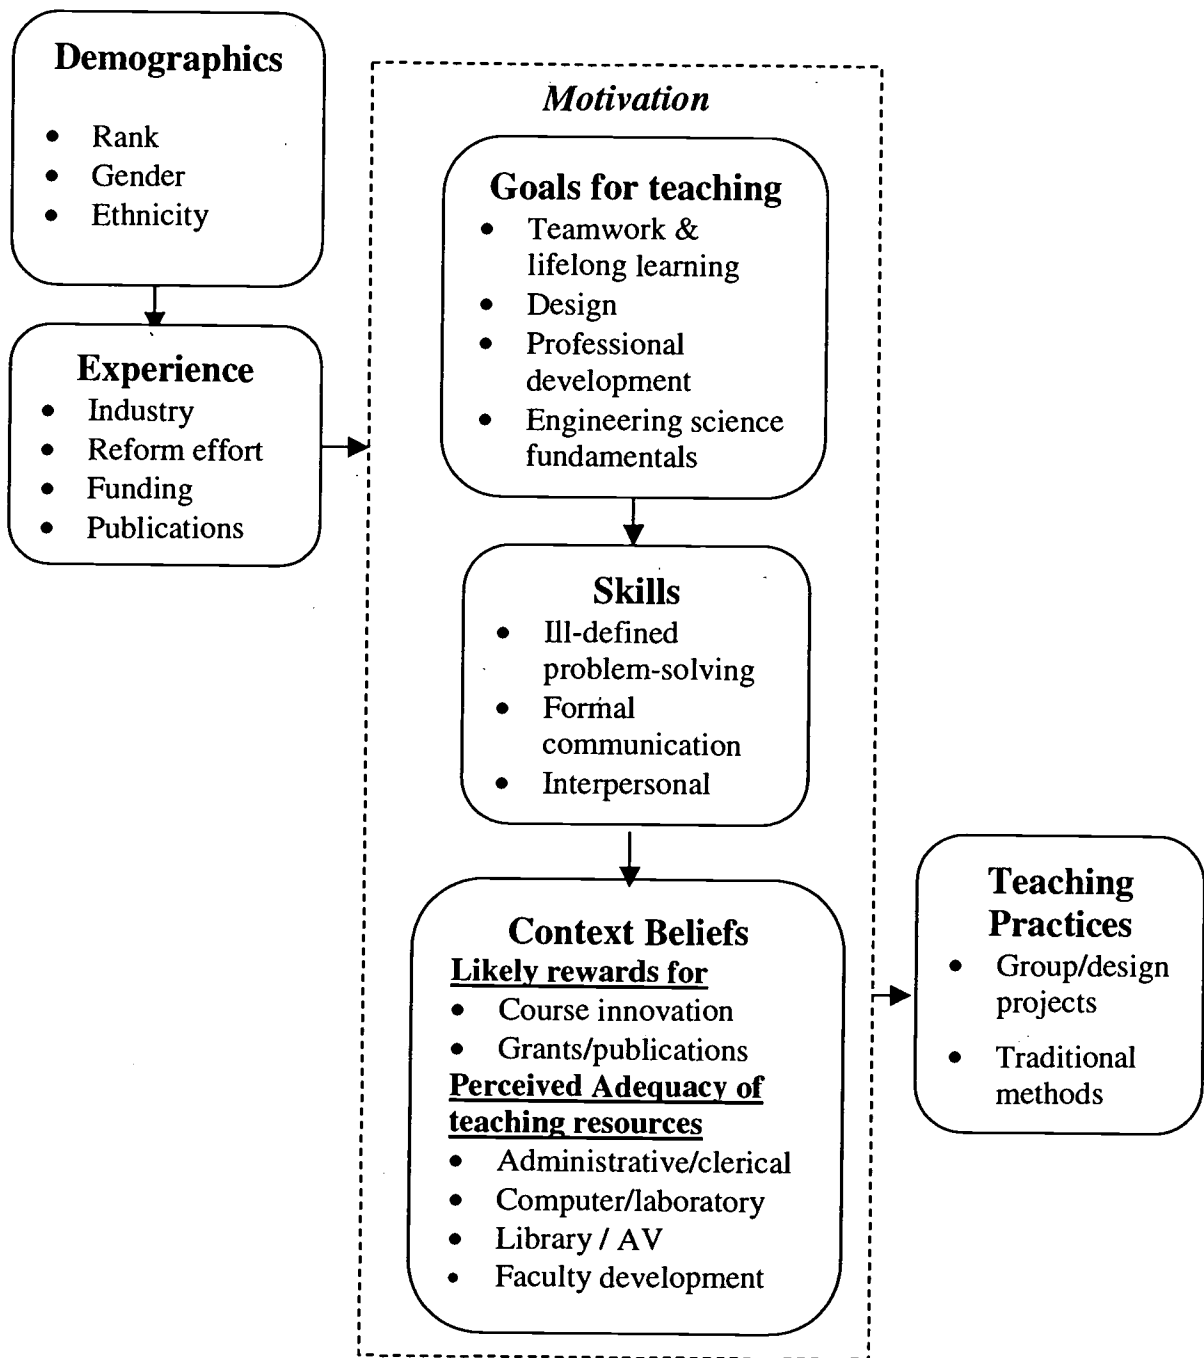 Demographics
• Rank
• Gender
• Ethnicity
Experience
• Industry
• Reform effort
• Funding
• Publications
Motivation
Goals for teaching
• Teamwork &
lifelong learning
• Design
• Professional
development
• Engineering science
fundamentals
Skills
• Ill-defined
problem-solving
• Formal
communication
• Interpersonal
Context Beliefs
Likely rewards for
• Course innovation
• Grants/publications
Perceived Adequacy of
teaching resources
• Administrative/clerical
• Computer/laboratory
• Library / AV
• Faculty development
Teaching
Practices
• Group/design
projects
• Traditional
methods